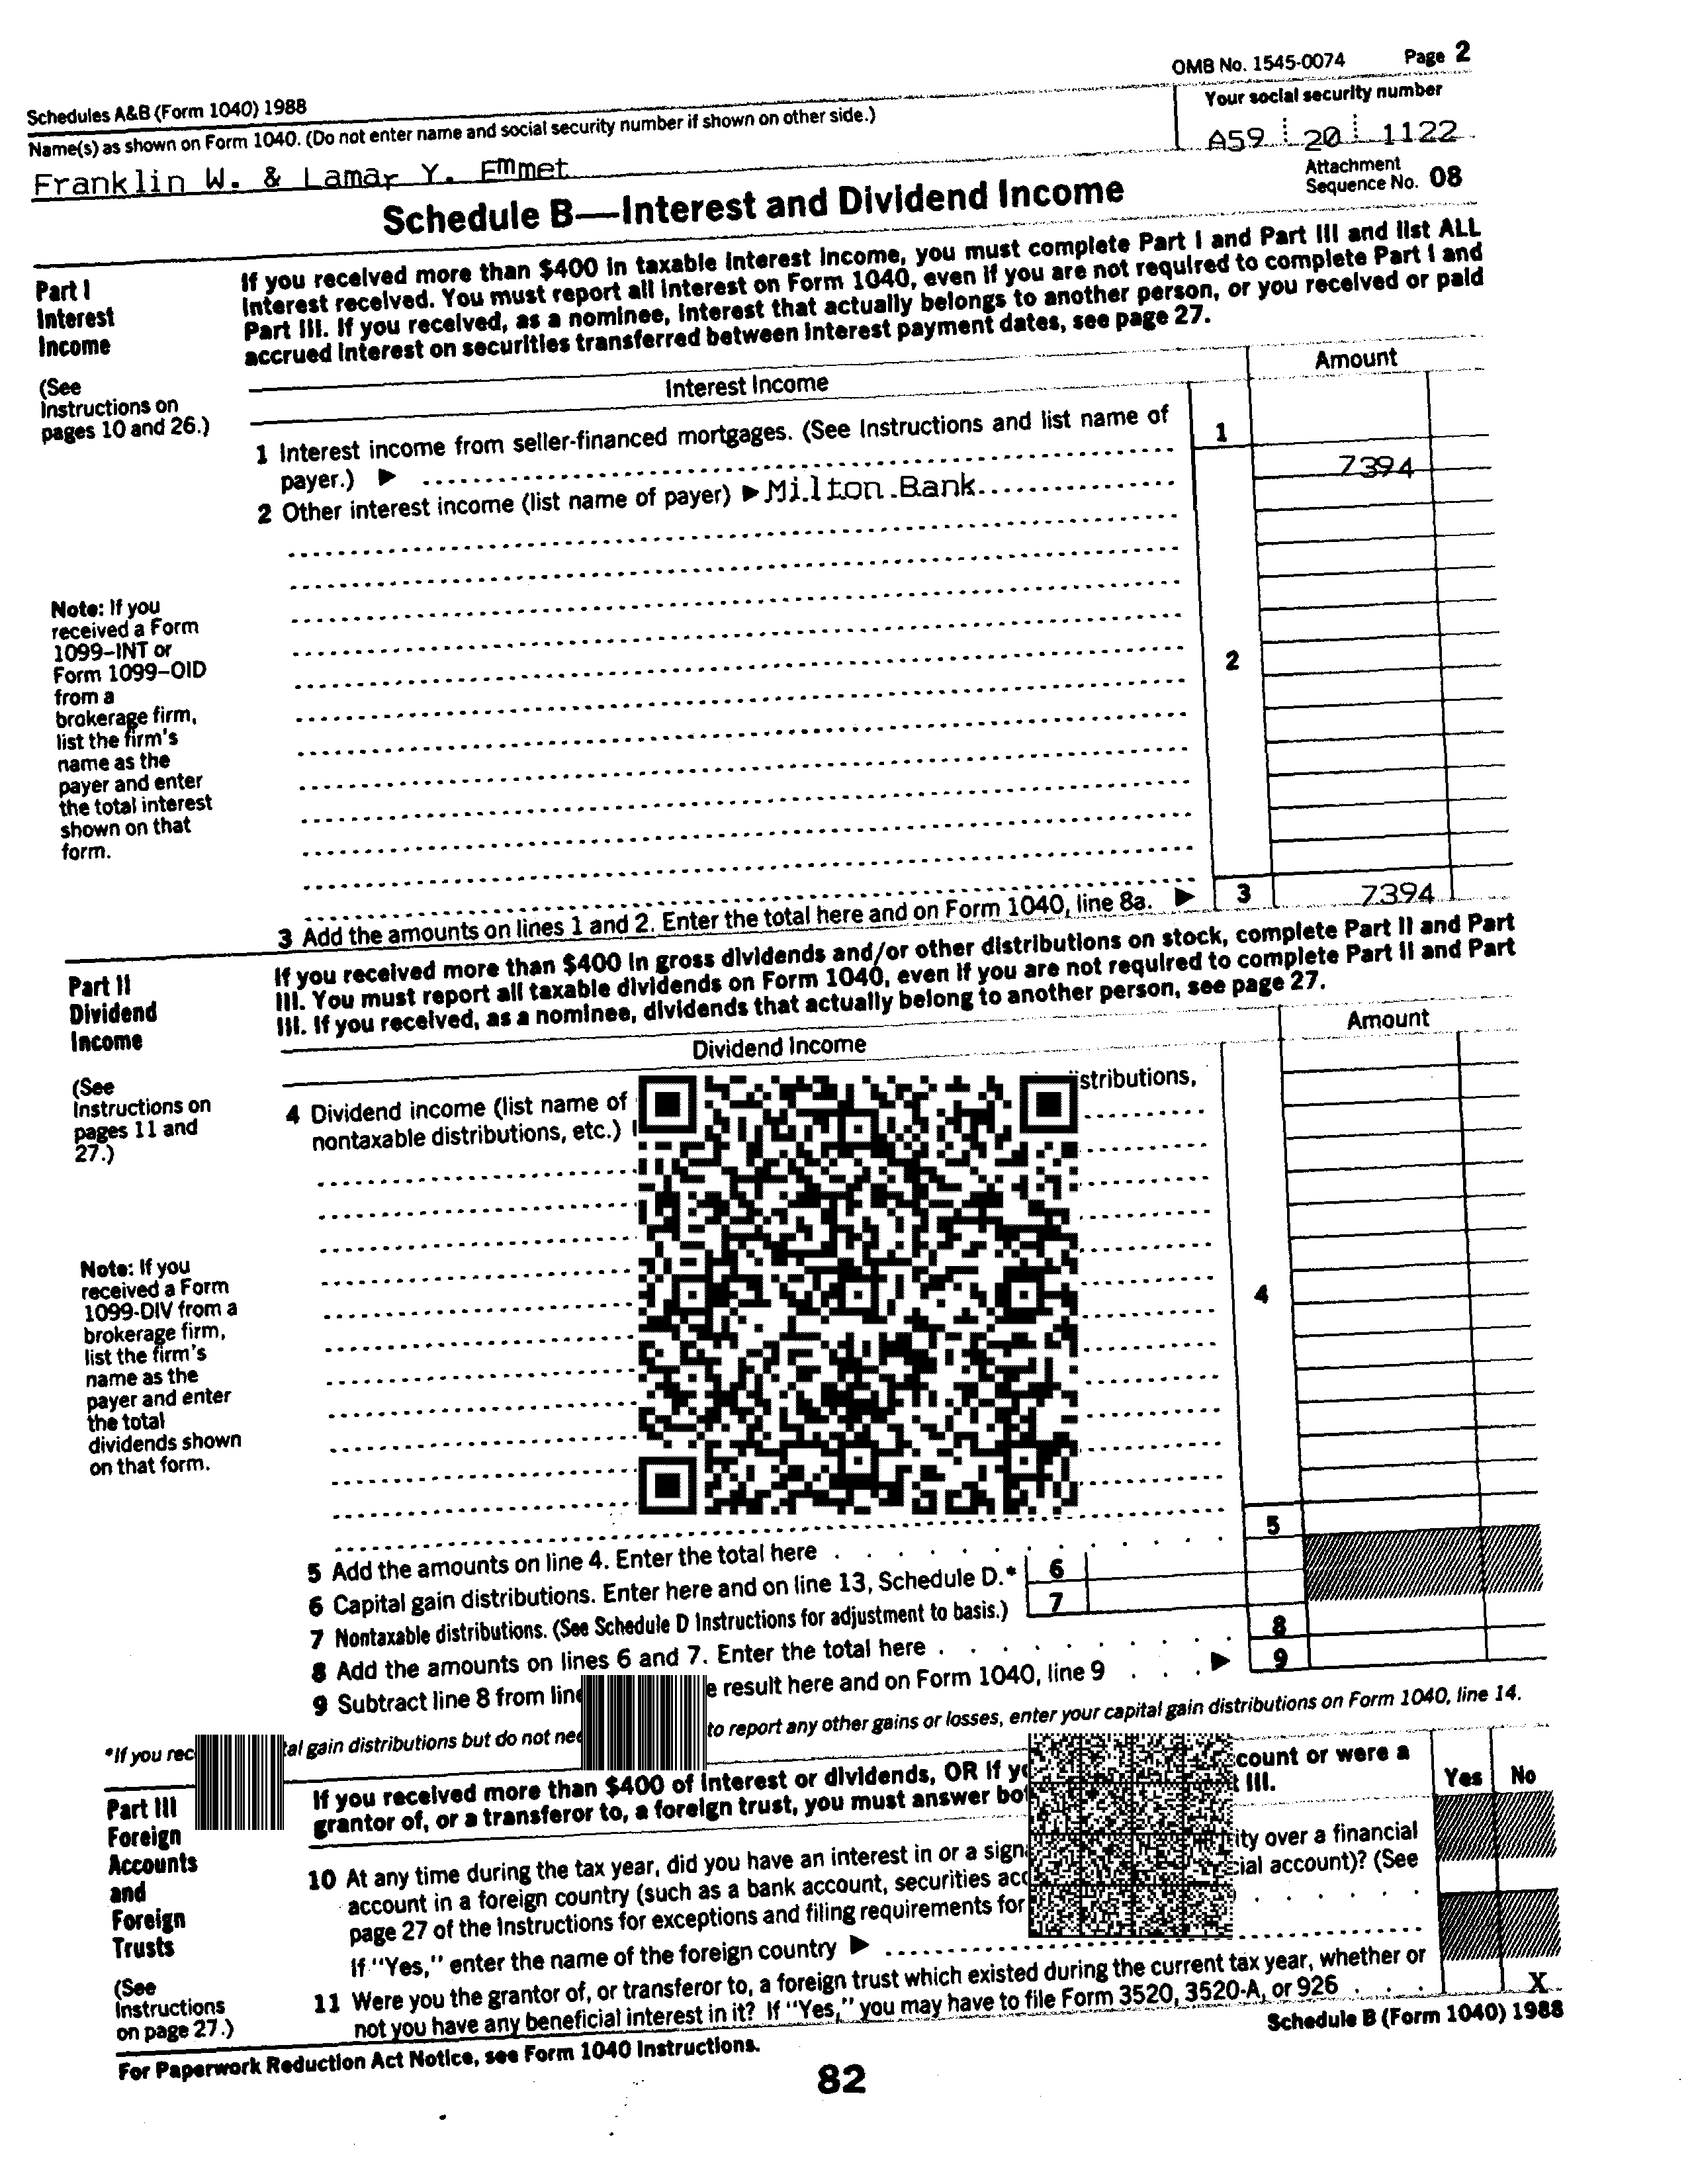 OMB No. 1545-0074 Page 2
Schedules A&B (Form 1040) 1988
Name(s) as shown on Form 1040. (Do not enter name and social security number if shown on other side.)
Your social security number
Franklin W. & Lamar Y. Emmet
A59 20 1122
Attachment
Sequence No. 08
Schedule B—Interest and Dividend Income
Part I
Interest
Income
(See
Instructions on
pages 10 and 26.)
If you received more than $400 in taxable interest income, you must complete Part I and Part III and list ALL
interest received. You must report all interest on Form 1040, even if you are not required to complete Part I and
Part III. If you received, as a nominee, interest that actually belongs to another person, or you received or paid
accrued interest on securities transferred between interest payment dates, see page 27.
Interest Income
Amount
1 Interest income from seller-financed mortgages. (See Instructions and list name of
payer.) ▶
1
2 Other interest income (list name of payer) ▶ Milton Bank
7394
Note: If you
received a Form
1099–INT or
Form 1099–OID
from a
brokerage firm,
list the firm's
name as the
payer and enter
the total interest
shown on that
form.
2
3 Add the amounts on lines 1 and 2. Enter the total here and on Form 1040, line 8a. ▶ 3 7394
Part II
Dividend
Income
(See
Instructions on
pages 11 and
27.)
If you received more than $400 in gross dividends and/or other distributions on stock, complete Part II and Part
III. You must report all taxable dividends on Form 1040, even if you are not required to complete Part II and Part
III. If you received, as a nominee, dividends that actually belong to another person, see page 27.
Dividend Income
Amount
4 Dividend income (list name of stributions,
nontaxable distributions, etc.)
Note: If you
received a Form
1099-DIV from a
brokerage firm,
list the firm's
name as the
payer and enter
the total
dividends shown
on that form.
4
5 Add the amounts on line 4. Enter the total here 5
6 Capital gain distributions. Enter here and on line 13, Schedule D.* 6
7 Nontaxable distributions. (See Schedule D Instructions for adjustment to basis.) 7
8 Add the amounts on lines 6 and 7. Enter the total here 8
9 Subtract line 8 from line e result here and on Form 1040, line 9 ▶ 9
*If you rec al gain distributions but do not nee to report any other gains or losses, enter your capital gain distributions on Form 1040, line 14.
Part III
Foreign
Accounts
and
Foreign
Trusts
(See
Instructions
on page 27.)
If you received more than $400 of interest or dividends, OR if yo count or were a
grantor of, or a transferor to, a foreign trust, you must answer bot III.
Yes No
10 At any time during the tax year, did you have an interest in or a signa ity over a financial
account in a foreign country (such as a bank account, securities acc cial account)? (See
page 27 of the Instructions for exceptions and filing requirements for
If "Yes," enter the name of the foreign country ▶
11 Were you the grantor of, or transferor to, a foreign trust which existed during the current tax year, whether or
not you have any beneficial interest in it? If "Yes," you may have to file Form 3520, 3520-A, or 926 X
For Paperwork Reduction Act Notice, see Form 1040 Instructions.
Schedule B (Form 1040) 1988
82